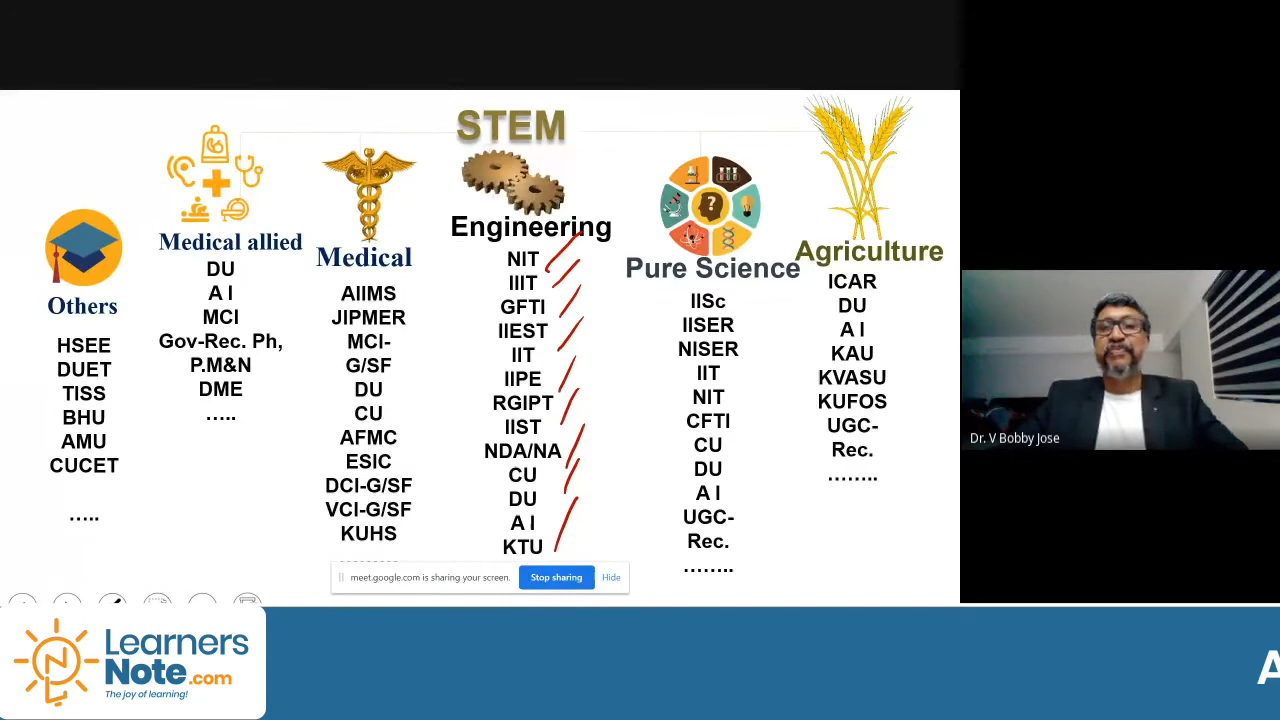 STEM
Others
HSEE
DUET
TISS
BHU
AMU
CUCET
…..
Medical allied
DU
A I
MCI
Gov-Rec. Ph,
P.M&N
DME
…..
Medical
AIIMS
JIPMER
MCI-
G/SF
DU
CU
AFMC
ESIC
DCI-G/SF
VCI-G/SF
KUHS
Engineering
NIT
IIIT
GFTI
IIEST
IIT
IIPE
RGIPT
IIST
NDA/NA
CU
DU
A I
KTU
Pure Science
?
IISc
IISER
NISER
IIT
NIT
CFTI
CU
DU
A I
UGC-
Rec.
……..
Agriculture
ICAR
DU
A I
KAU
KVASU
KUFOS
UGC-
Rec.
……..
Dr. V Bobby Jose
meet.google.com is sharing your screen.
Stop sharing
Hide
Learners
Note.com
The joy of learning!
A